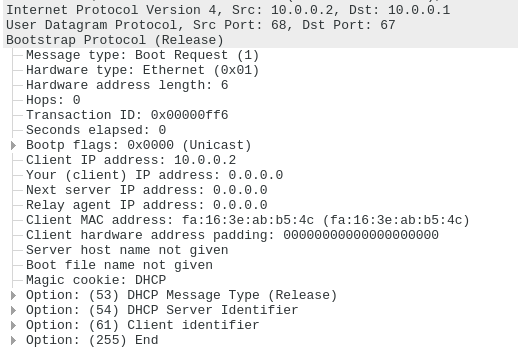 Internet Protocol Version 4, Src: 10.0.0.2, Dst: 10.0.0.1
User Datagram Protocol, Src Port: 68, Dst Port: 67
Bootstrap Protocol (Release)
Message type: Boot Request (1)
Hardware type: Ethernet (0x01)
Hardware address length: 6
Hops: 0
Transaction ID: 0x00000ff6
Seconds elapsed: 0
Bootp flags: 0x0000 (Unicast)
Client IP address: 10.0.0.2
Your (client) IP address: 0.0.0.0
Next server IP address: 0.0.0.0
Relay agent IP address: 0.0.0.0
Client MAC address: fa:16:3e:ab:b5:4c (fa:16:3e:ab:b5:4c)
Client hardware address padding: 00000000000000000000
Server host name not given
Boot file name not given
Magic cookie: DHCP
Option: (53) DHCP Message Type (Release)
Option: (54) DHCP Server Identifier
Option: (61) Client identifier
Option: (255) End